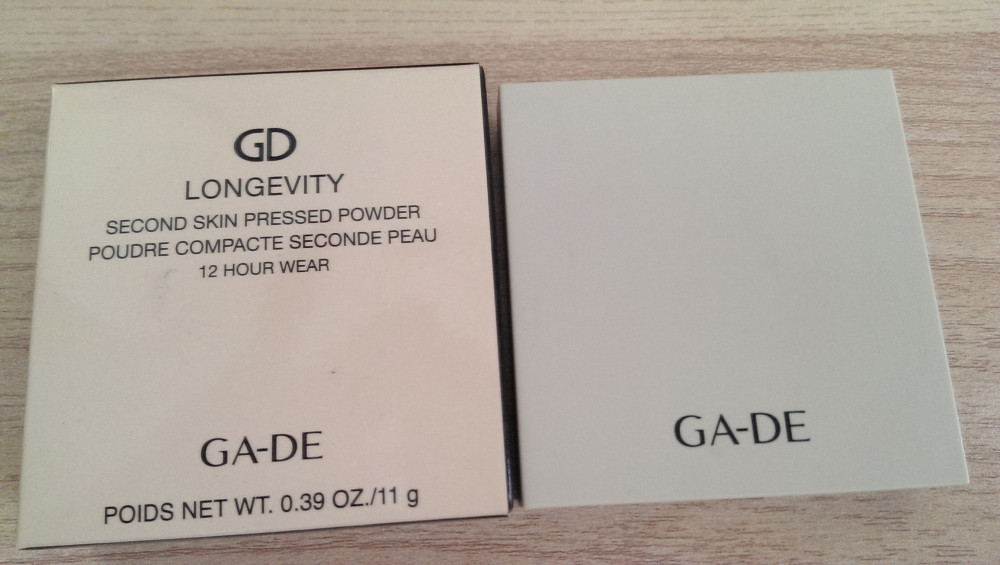 GD
LONGEVITY
SECOND SKIN PRESSED POWDER
POUDRE COMPACTE SECONDE PEAU
12 HOUR WEAR
GA-DE
POIDS NET WT. 0.39 OZ./11 g
GA-DE